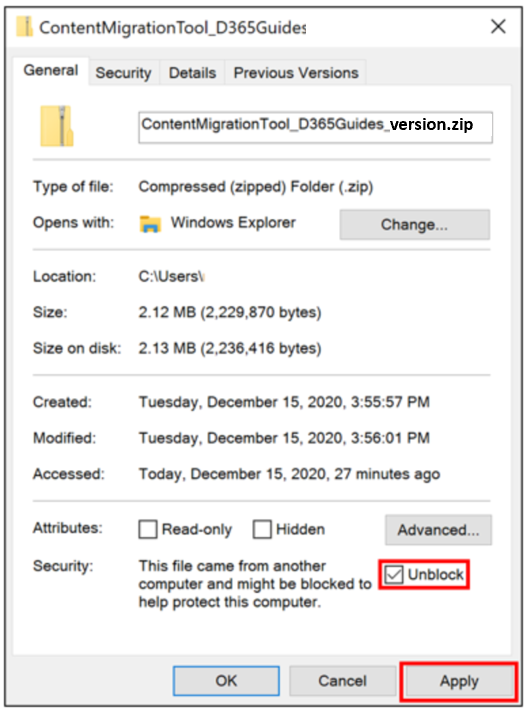 ContentMigrationTool_D365Guides
General Security Details Previous Versions
ContentMigrationTool_D365Guides_version.zip
Type of file: Compressed (zipped) Folder (.zip)
Opens with: Windows Explorer Change...
Location: C:\Users\
Size: 2.12 MB (2,229,870 bytes)
Size on disk: 2.13 MB (2,236,416 bytes)
Created: Tuesday, December 15, 2020, 3:55:57 PM
Modified: Tuesday, December 15, 2020, 3:56:01 PM
Accessed: Today, December 15, 2020, 27 minutes ago
Attributes: Read-only Hidden Advanced...
Security: This file came from another
computer and might be blocked to Unblock
help protect this computer.
OK Cancel Apply